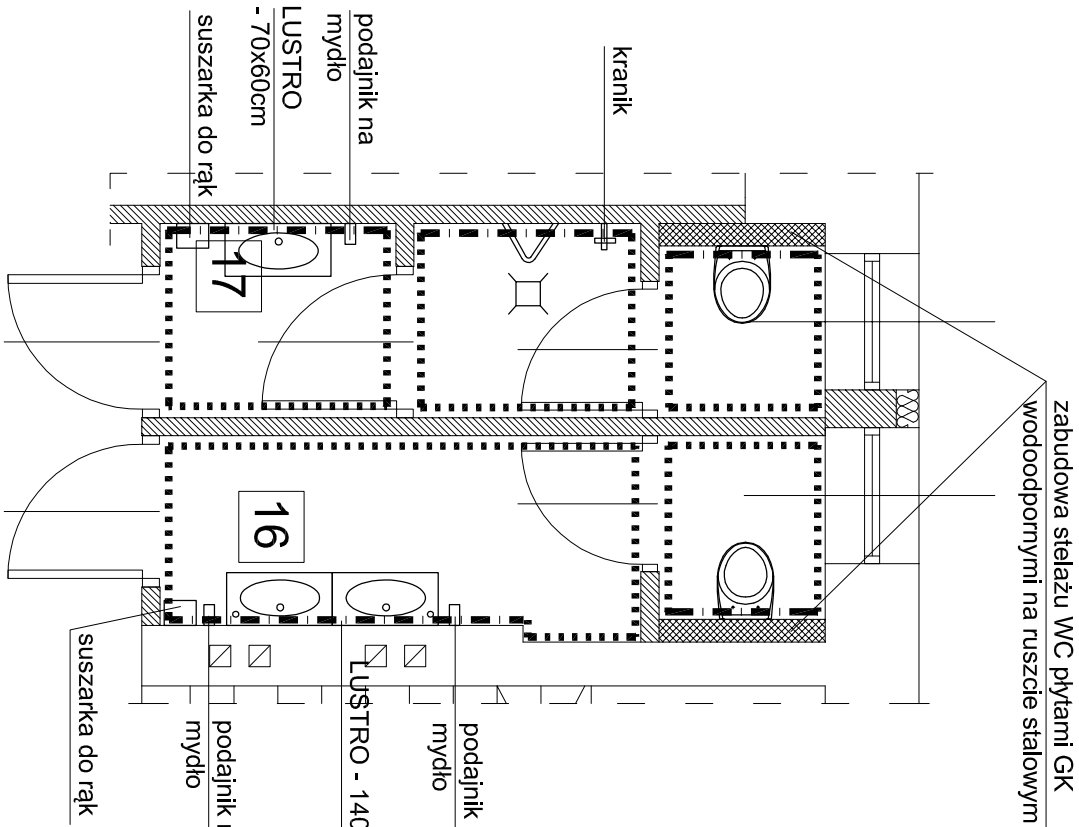 suszarka do rąk
LUSTRO
- 70x60cm
podajnik na
mydło
kranik
zabudowa stelażu WC płytami GK
wodoodpornymi na ruszcie stalowym
17
16
suszarka do rąk
podajnik
mydło
LUSTRO - 140
podajnik
mydło